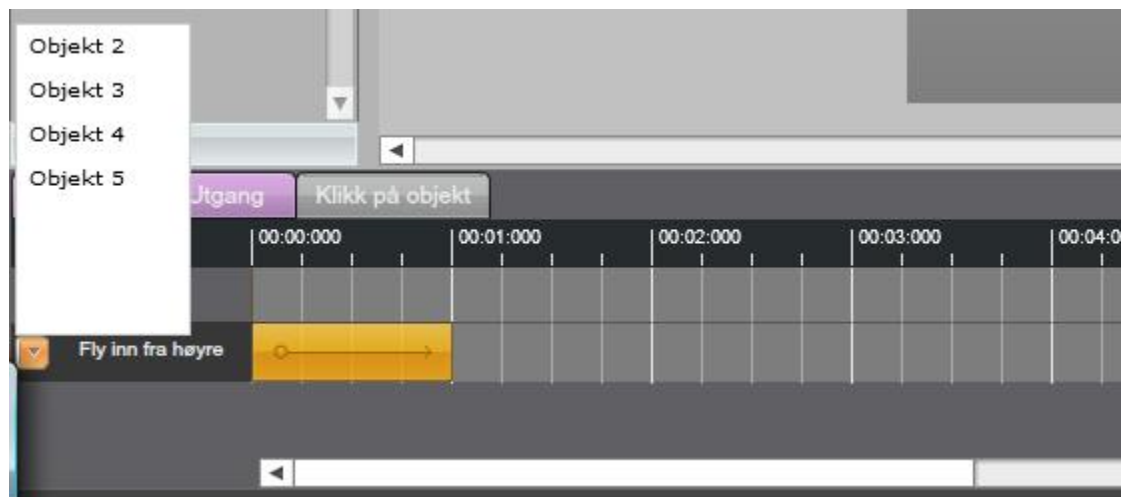 Objekt 2
Objekt 3
Objekt 4
Objekt 5
Utgang
Klikk på objekt
00:00:000
00:01:000
00:02:000
00:03:000
00:04:0
Fly inn fra høyre